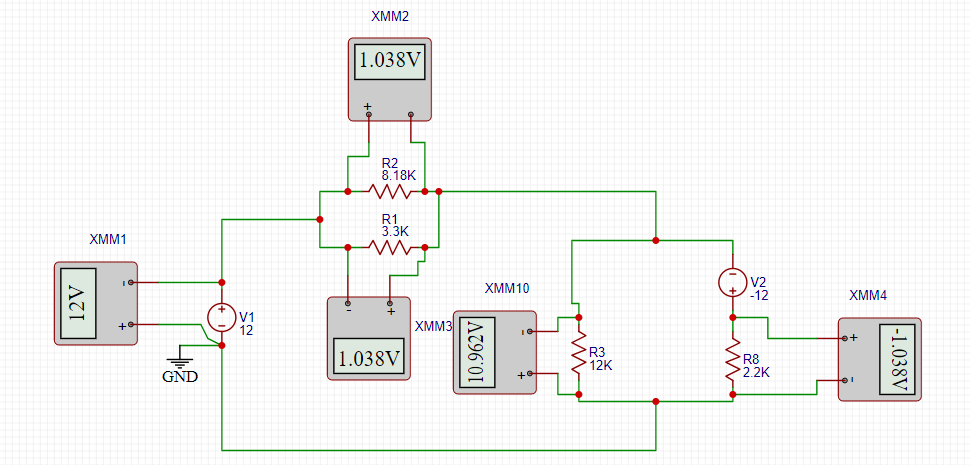 XMM2
1.038V
+
R2
8.18K
R1
3.3K
XMM1
12V
-
+
+
-
V1
12
GND
-
+
XMM3
1.038V
XMM10
10.962V
-
+
R3
12K
-
+
V2
-12
XMM4
-1.038V
+
-
R8
2.2K